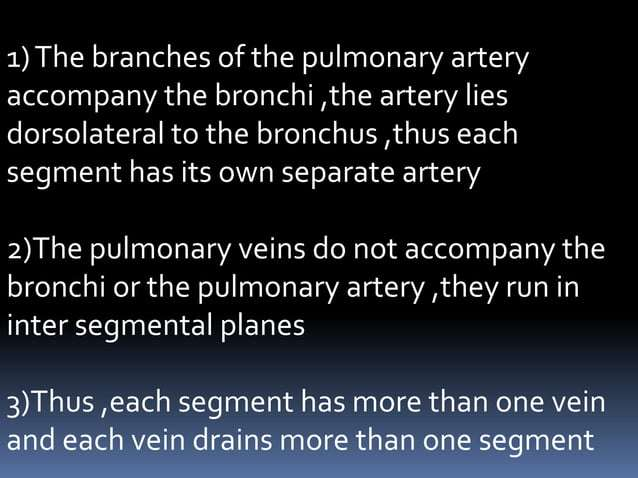 1) The branches of the pulmonary artery
accompany the bronchi ,the artery lies
dorsolateral to the bronchus ,thus each
segment has its own separate artery
2)The pulmonary veins do not accompany the
bronchi or the pulmonary artery ,they run in
inter segmental planes
3)Thus ,each segment has more than one vein
and each vein drains more than one segment